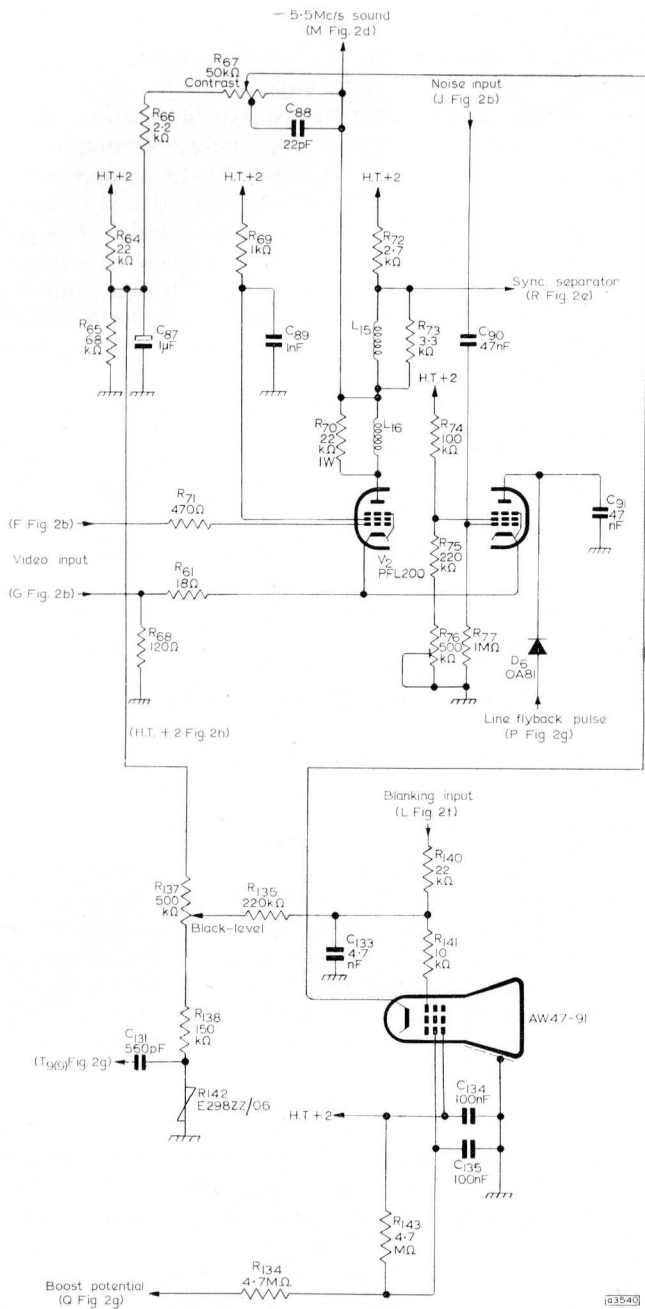 5·5Mc/s sound
(M Fig. 2d)
R67
50kΩ
Contrast
Noise input
(J Fig. 2b)
C88
22pF
R66
2·2
kΩ
H.T.+2
H.T.+2
H.T.+2
R64
22
kΩ
R69
1kΩ
R72
2·7
kΩ
Sync. separator
(R Fig. 2e)
R65
68
kΩ
C87
1µF
C89
1nF
L15
R73
3·3
kΩ
C90
47nF
H.T.+2
R70
22
kΩ
1W
L16
R74
100
kΩ
R71
470Ω
C91
47
nF
(F Fig. 2b)
Video input
V2
PFL200
R75
220
kΩ
R61
18Ω
(G Fig. 2b)
R68
120Ω
R76
500
kΩ
R77
1MΩ
D6
OA81
Line flyback pulse
(P Fig. 2g)
(H.T. + 2 Fig. 2h)
Blanking input
(L Fig. 2f)
R140
22
kΩ
R137
500
kΩ
R135
220kΩ
Black-level
C133
4·7
nF
R141
10
kΩ
AW47-91
R138
150
kΩ
C131
560pF
(T9(9)Fig. 2g)
R142
E298ZZ/06
H.T+2
C134
100nF
C135
100nF
R143
4·7
MΩ
R134
4·7MΩ
Boost potential
(Q Fig. 2g)
a3540